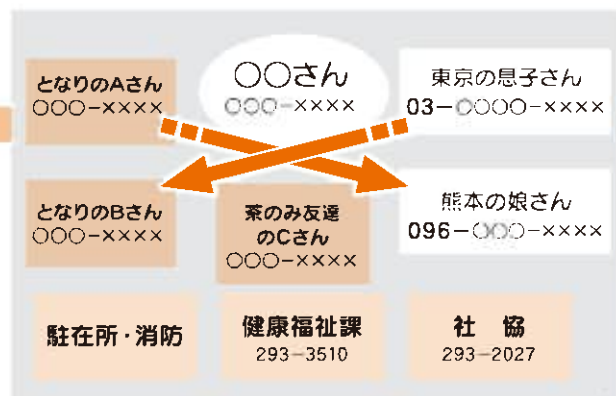 となりのAさん
○○○-××××
○○さん
○○○-××××
東京の息子さん
03-○○○○-××××
となりのBさん
○○○-××××
茶のみ友達
のCさん
○○○-××××
熊本の娘さん
096-○○○-××××
駐在所・消防
健康福祉課
293-3510
社 協
293-2027